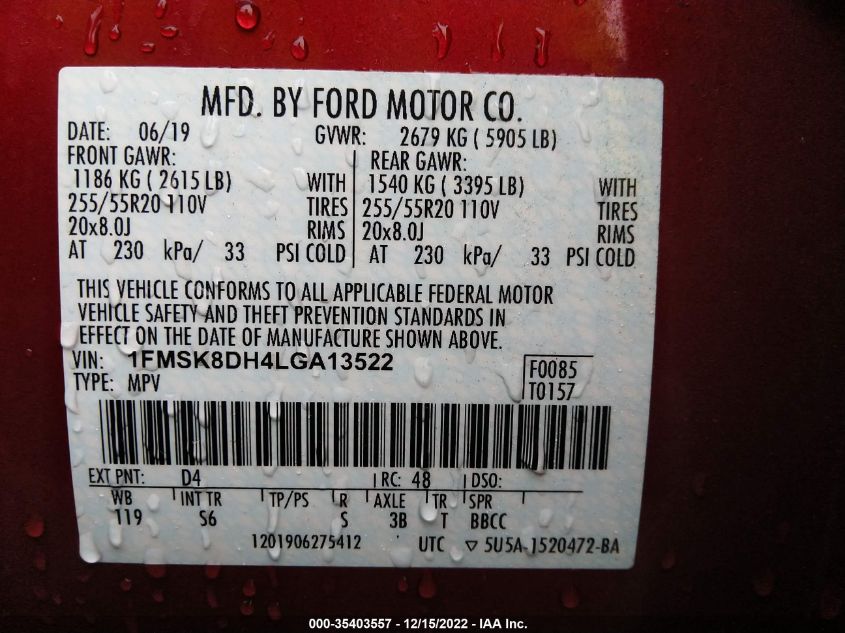 MFD. BY FORD MOTOR CO.
DATE: 06/19 GVWR: 2679 KG ( 5905 LB)
FRONT GAWR: REAR GAWR:
1186 KG ( 2615 LB) WITH 1540 KG ( 3395 LB) WITH
255/55R20 110V TIRES 255/55R20 110V TIRES
20x8.0J RIMS 20x8.0J RIMS
AT 230 kPa/ 33 PSI COLD AT 230 kPa/ 33 PSI COLD
THIS VEHICLE CONFORMS TO ALL APPLICABLE FEDERAL MOTOR
VEHICLE SAFETY AND THEFT PREVENTION STANDARDS IN
EFFECT ON THE DATE OF MANUFACTURE SHOWN ABOVE.
VIN: 1FMSK8DH4LGA13522 F0085
TYPE: MPV T0157
EXT PNT: D4 RC: 48 DSO:
WB INT TR TP/PS R AXLE TR SPR
119 S6 S 3B T BBCC
1201906275412 UTC ▽ 5U5A-1520472-BA
000-35403557 - 12/15/2022 - IAA Inc.